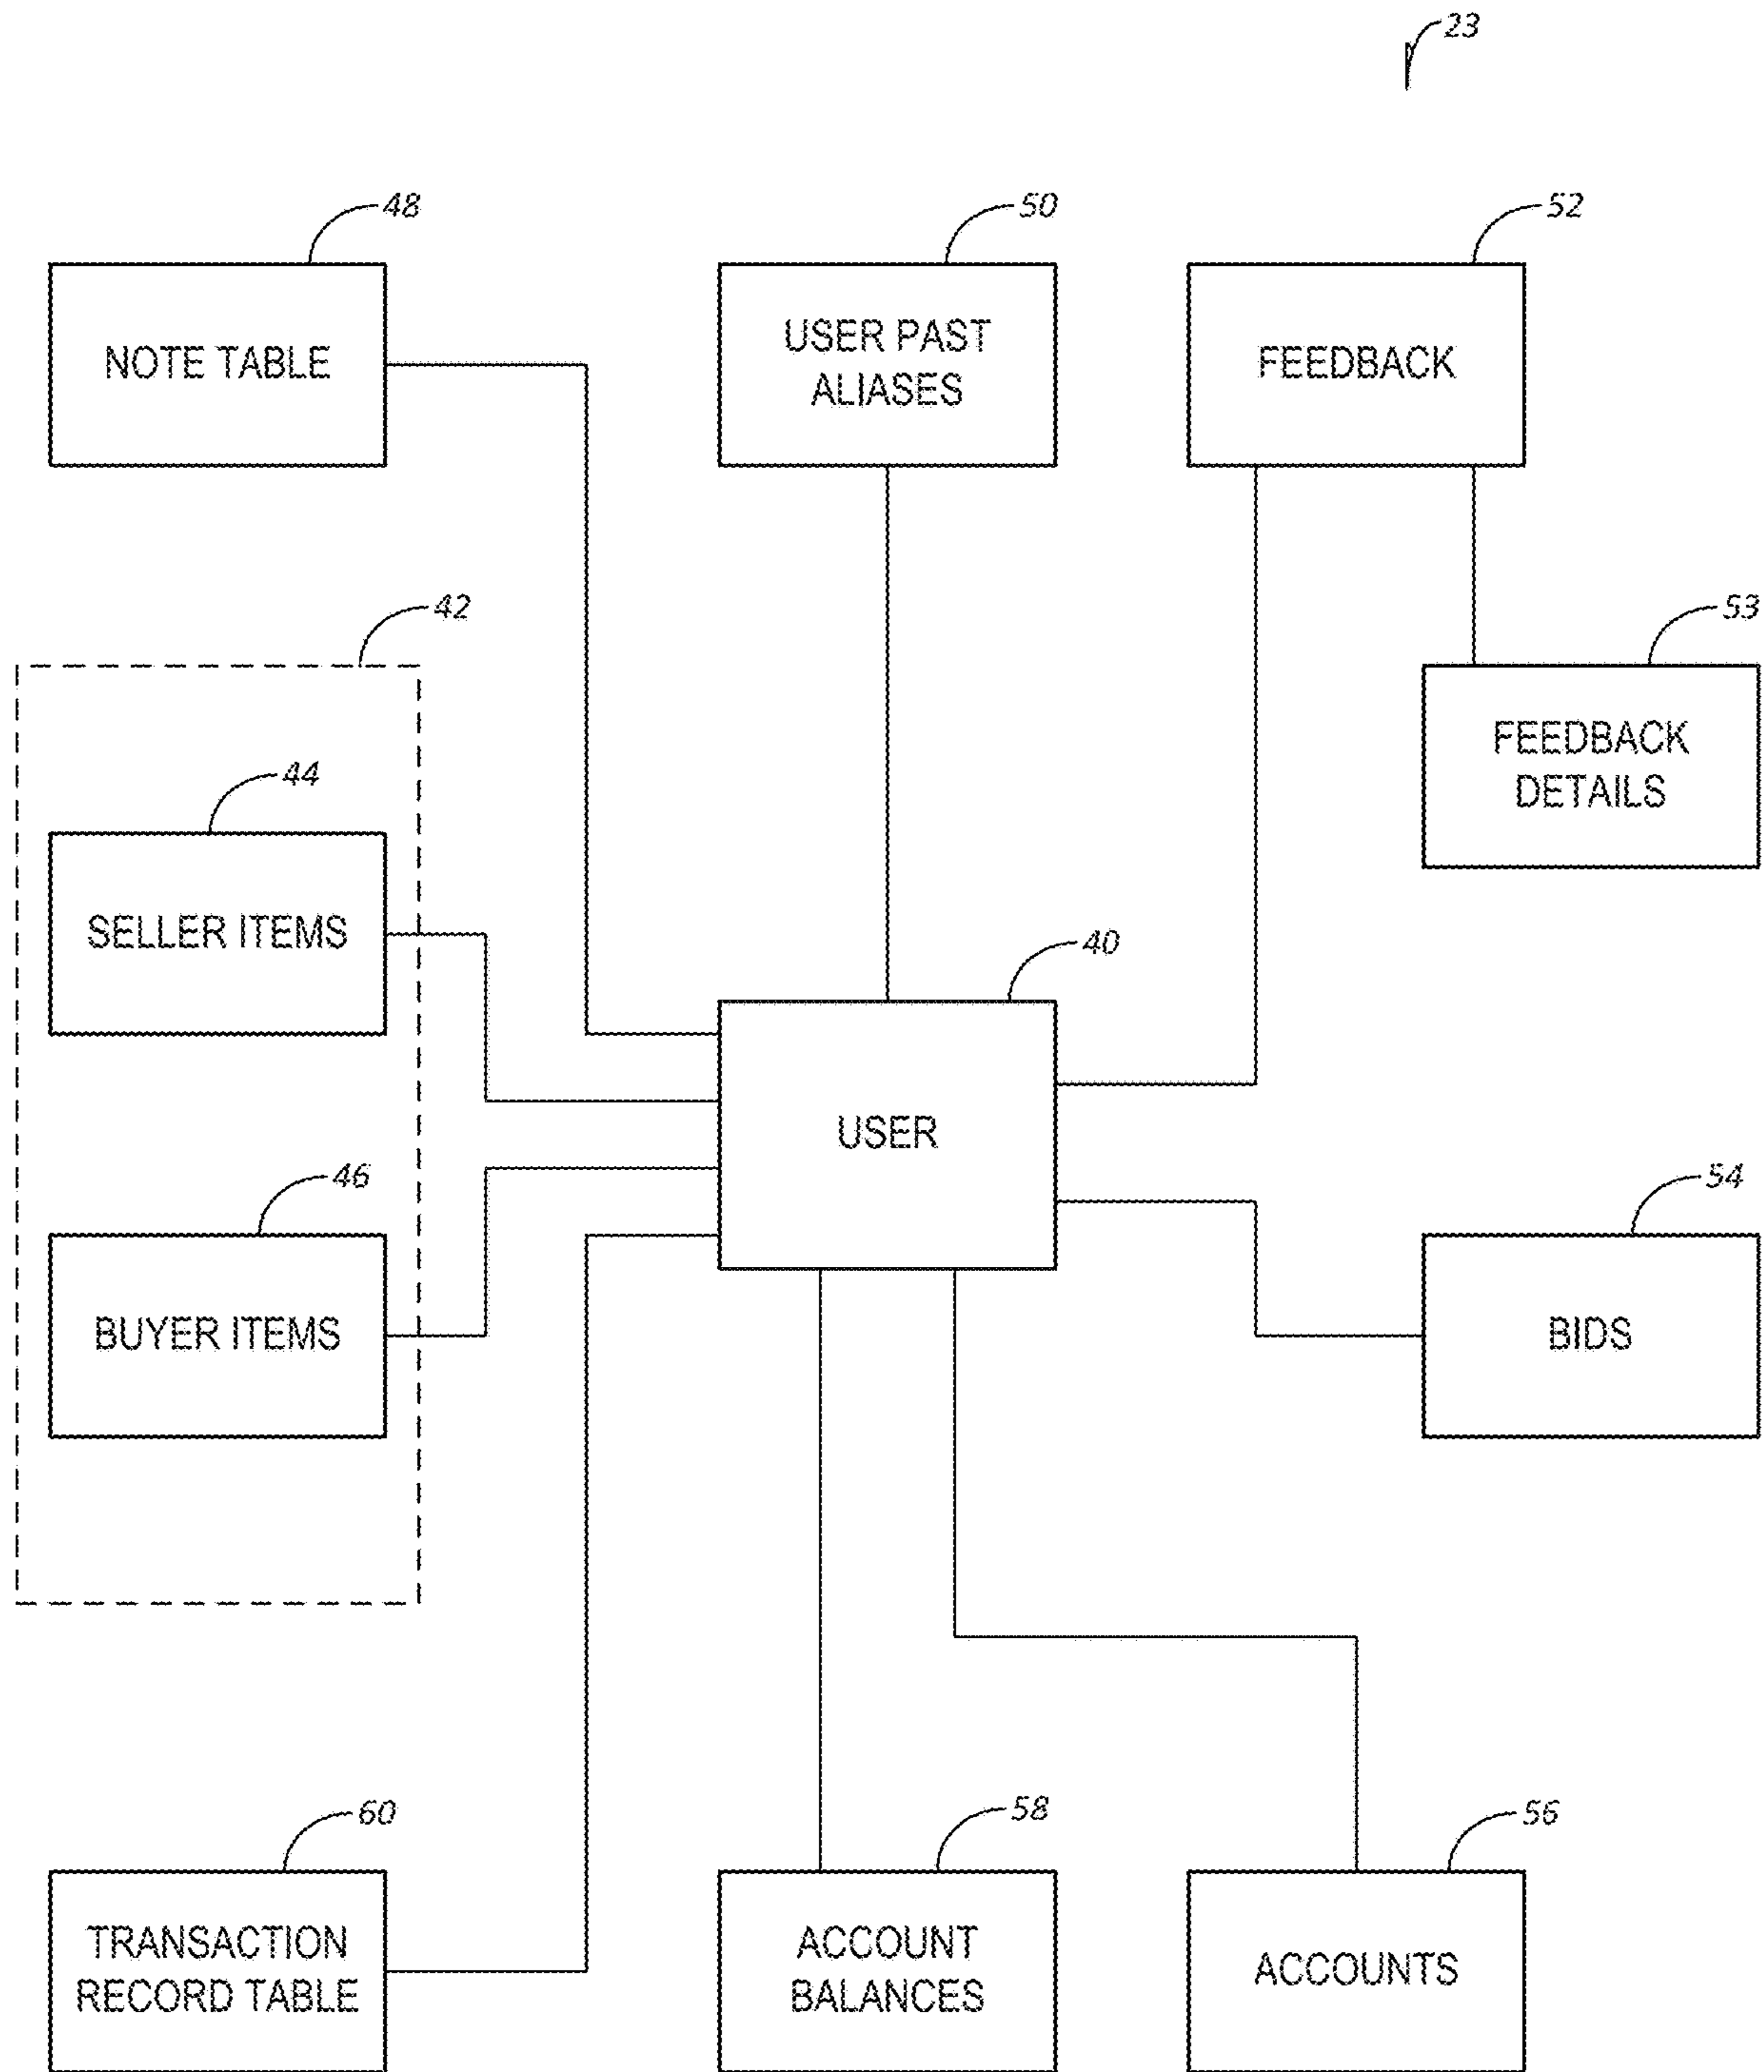 23
48
50
52
NOTE TABLE
USER PAST
ALIASES
FEEDBACK
42
53
FEEDBACK
DETAILS
44
SELLER ITEMS
40
USER
46
54
BUYER ITEMS
BIDS
60
58
56
TRANSACTION
RECORD TABLE
ACCOUNT
BALANCES
ACCOUNTS